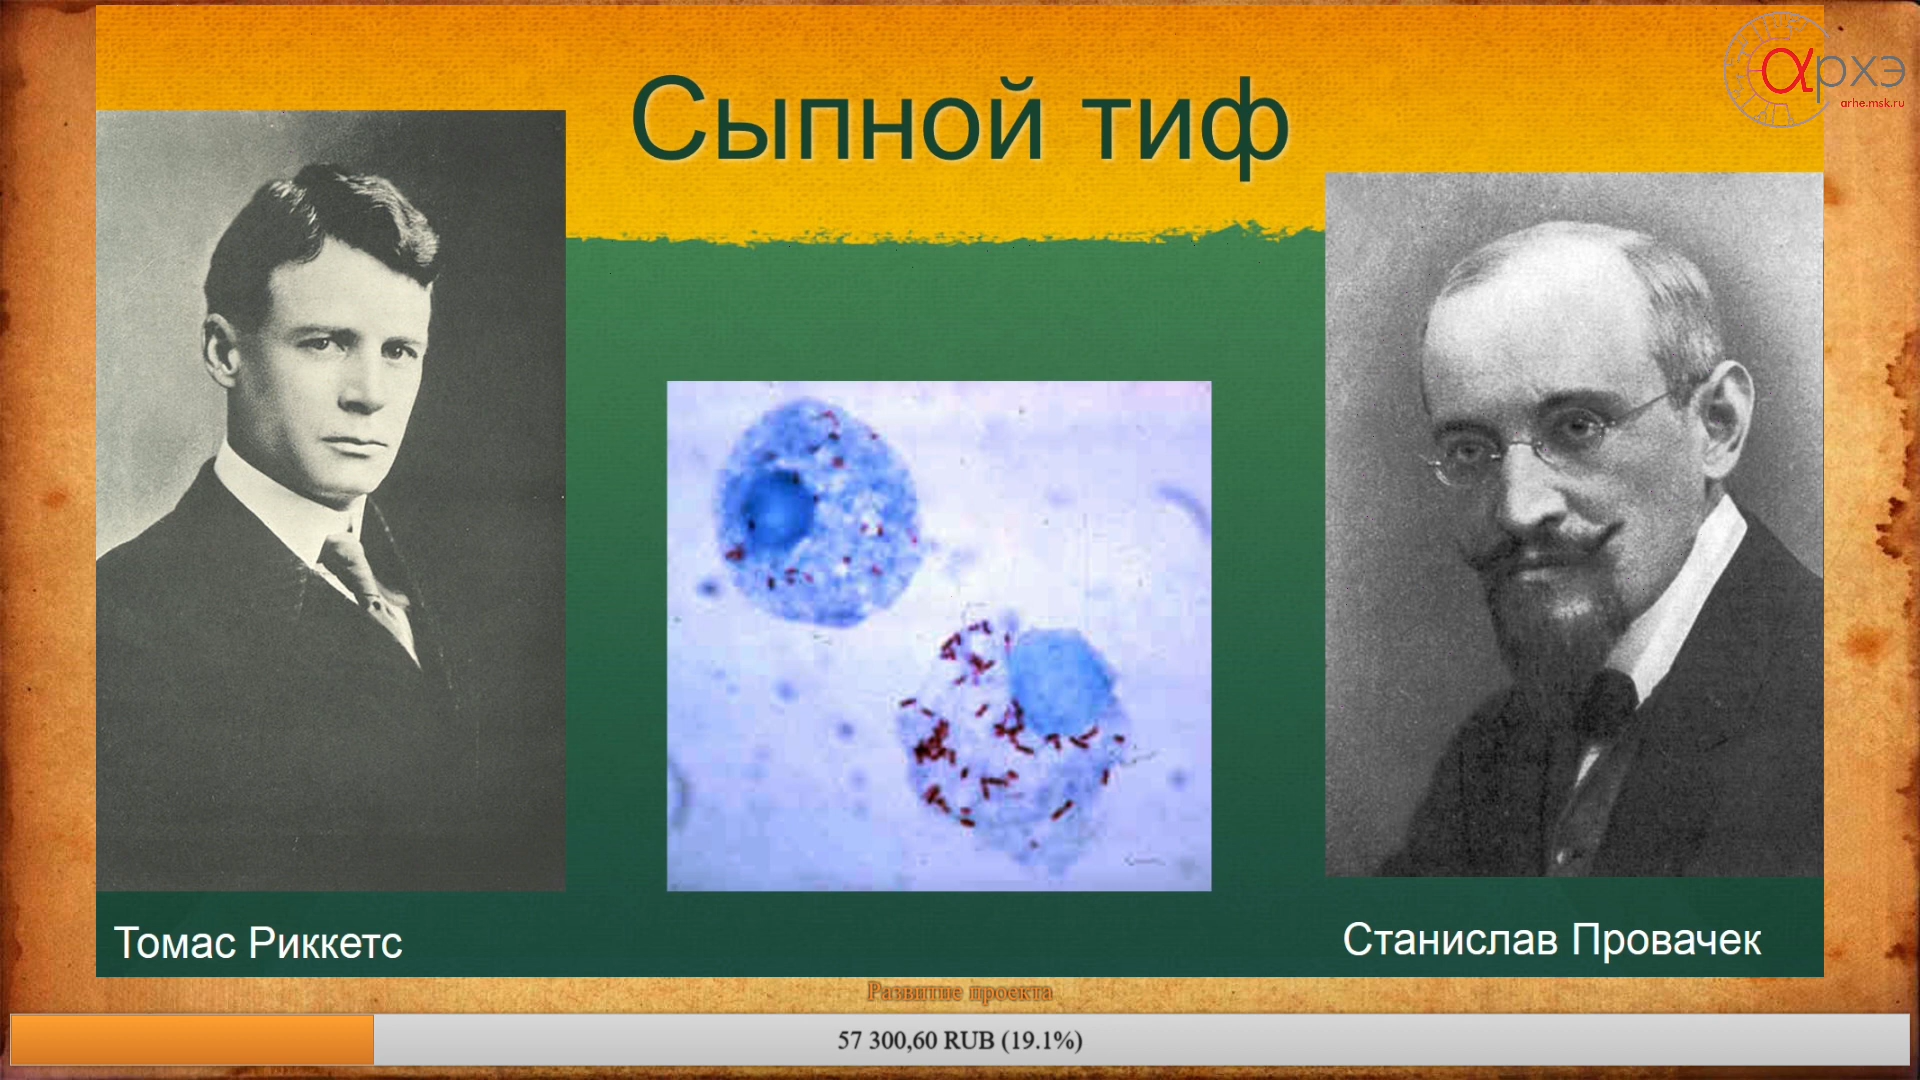 αрхэ
arhe.msk.ru
Сыпной тиф
Томас Риккетс
Станислав Провачек
Развитие проекта
57 300,60 RUB (19.1%)